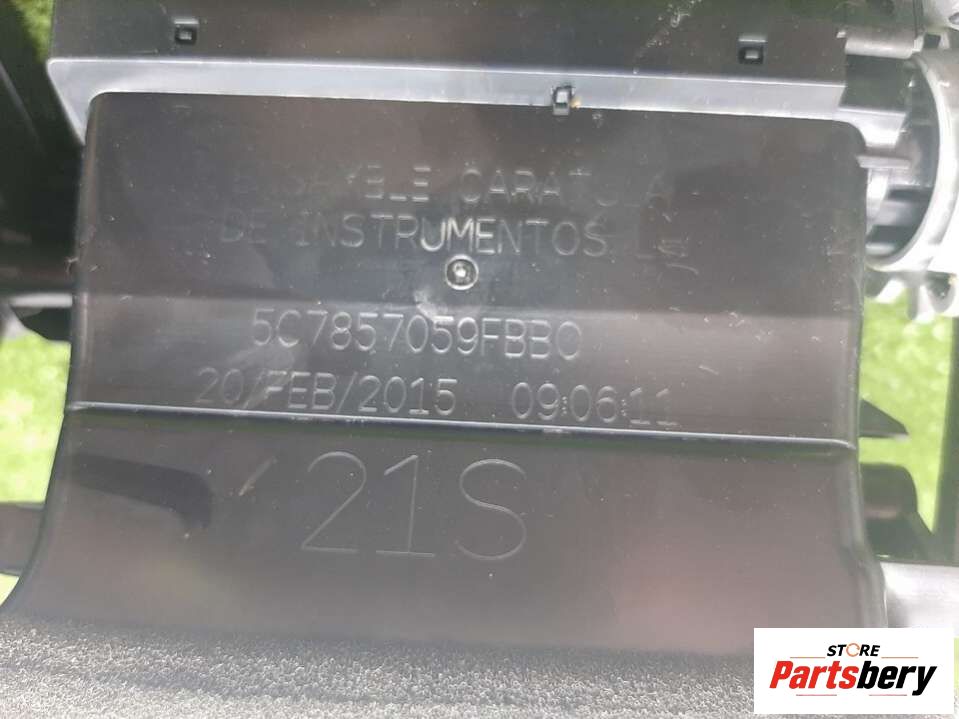 CARATULA
DE INSTRUMENTOS
5C7857059FBBO
20/FEB/2015 09:06:11
21S
STORE
Partsbery